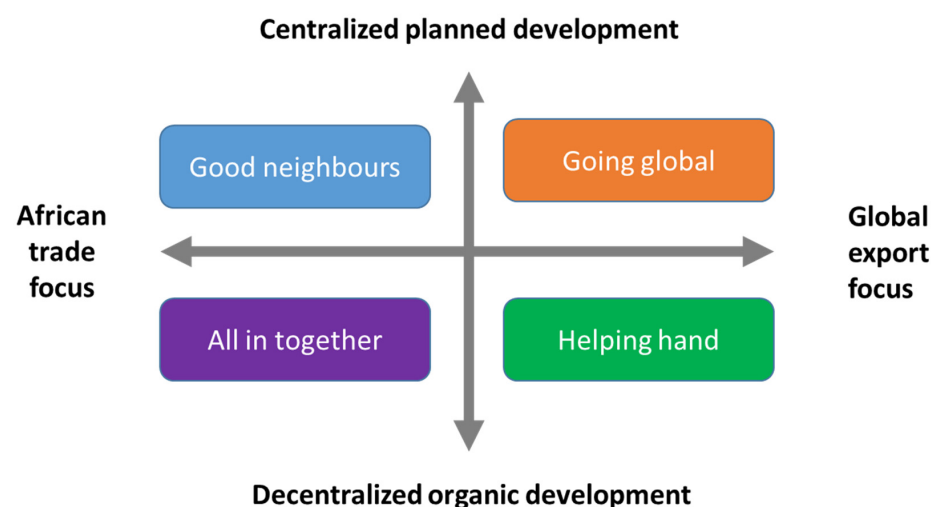 Centralized planned development
Good neighbours
Going global
African
trade
focus
Global
export
focus
All in together
Helping hand
Decentralized organic development